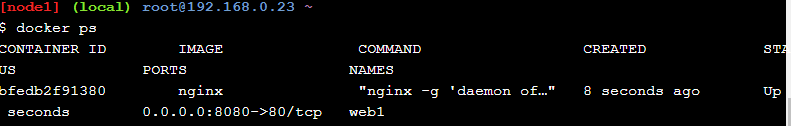 [node1] (local) root@192.168.0.23 ~
$ docker ps
CONTAINER ID IMAGE COMMAND CREATED STAT
US PORTS NAMES
bfedb2f91380 nginx "nginx -g 'daemon of…" 8 seconds ago Up
seconds 0.0.0.0:8080->80/tcp web1